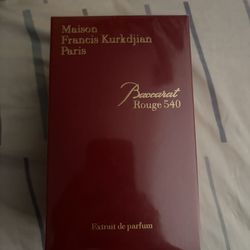 Maison
Francis Kurkdjian
Paris
Baccarat
Rouge 540
Extrait de parfum